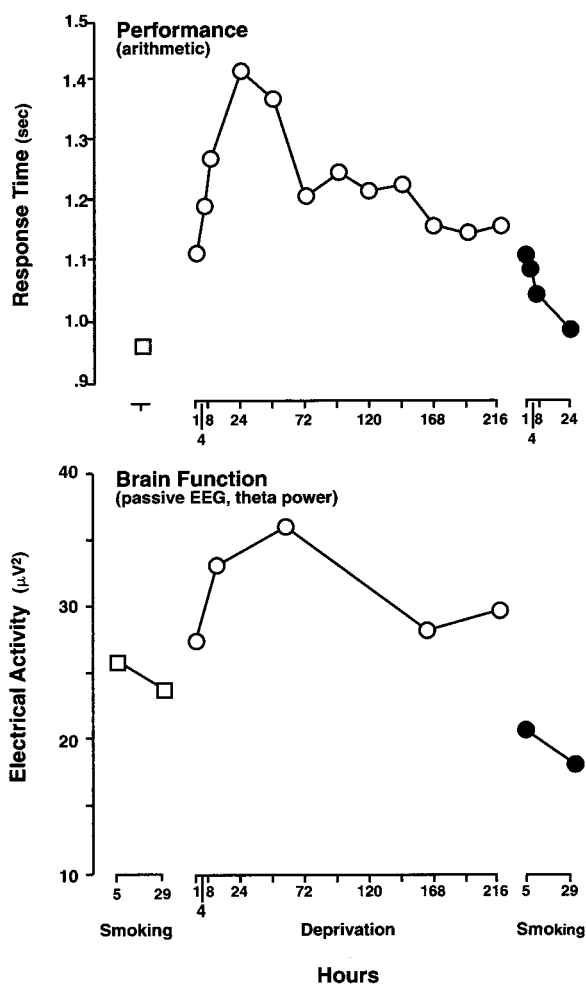 Performance
(arithmetic)
Response Time (sec)
1.5
1.4
1.3
1.2
1.1
1.0
.9
1 8 24 72 120 168 216 1 8 24
4 4
Brain Function
(passive EEG, theta power)
Electrical Activity (µV²)
40
30
20
10
5 29 1 8 24 72 120 168 216 5 29
4
Smoking Deprivation Smoking
Hours